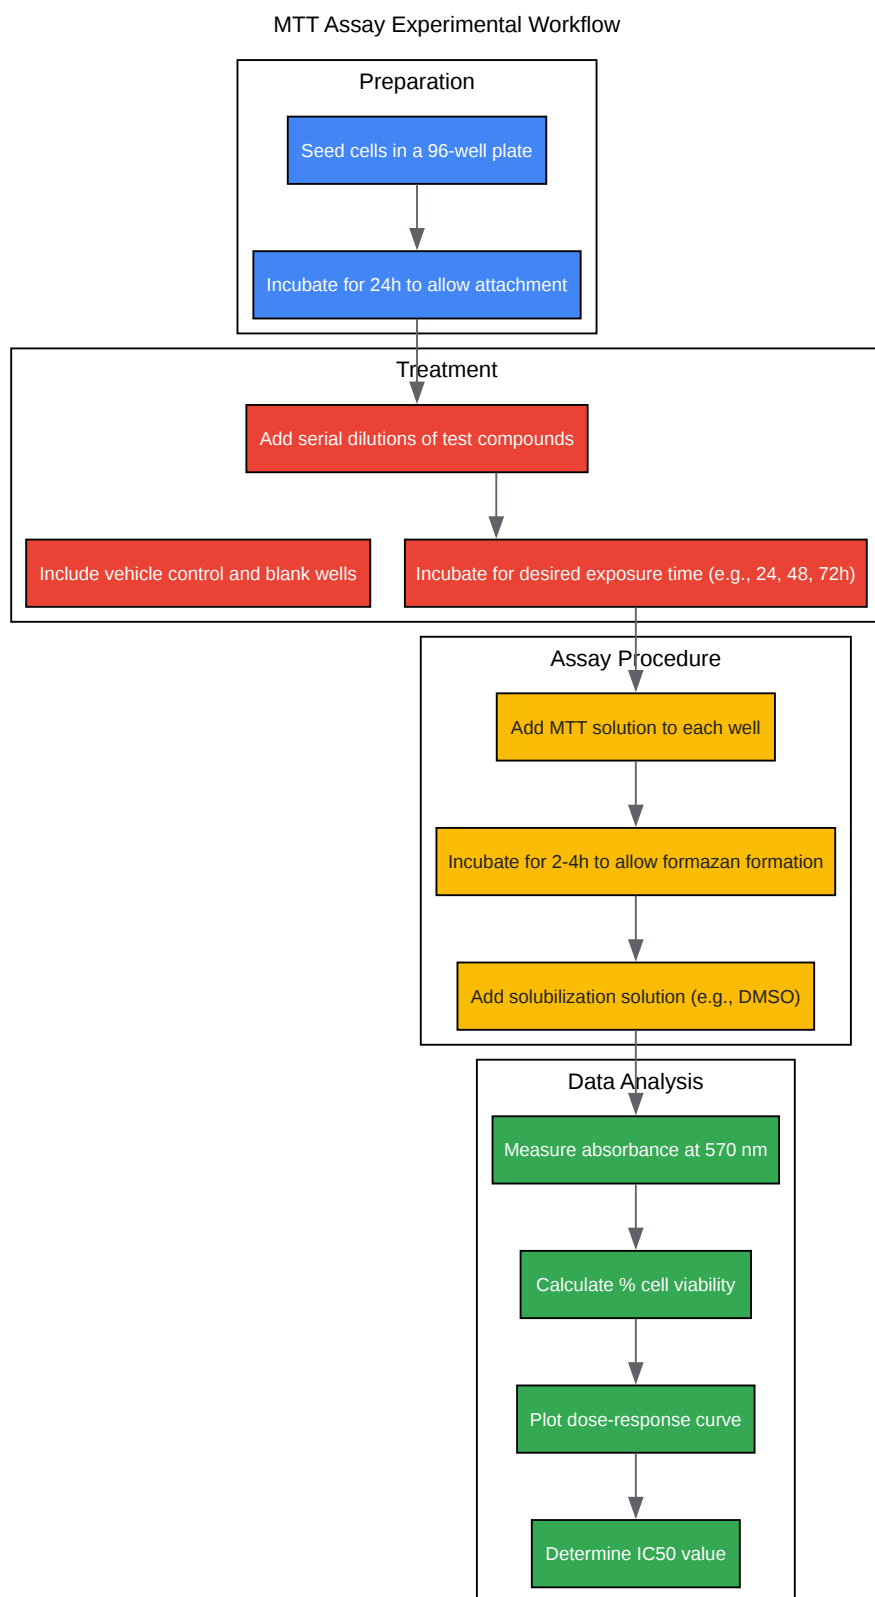 MTT Assay Experimental Workflow
Preparation
Seed cells in a 96-well plate
Incubate for 24h to allow attachment
Treatment
Add serial dilutions of test compounds
Include vehicle control and blank wells
Incubate for desired exposure time (e.g., 24, 48, 72h)
Assay Procedure
Add MTT solution to each well
Incubate for 2-4h to allow formazan formation
Add solubilization solution (e.g., DMSO)
Data Analysis
Measure absorbance at 570 nm
Calculate % cell viability
Plot dose-response curve
Determine IC50 value